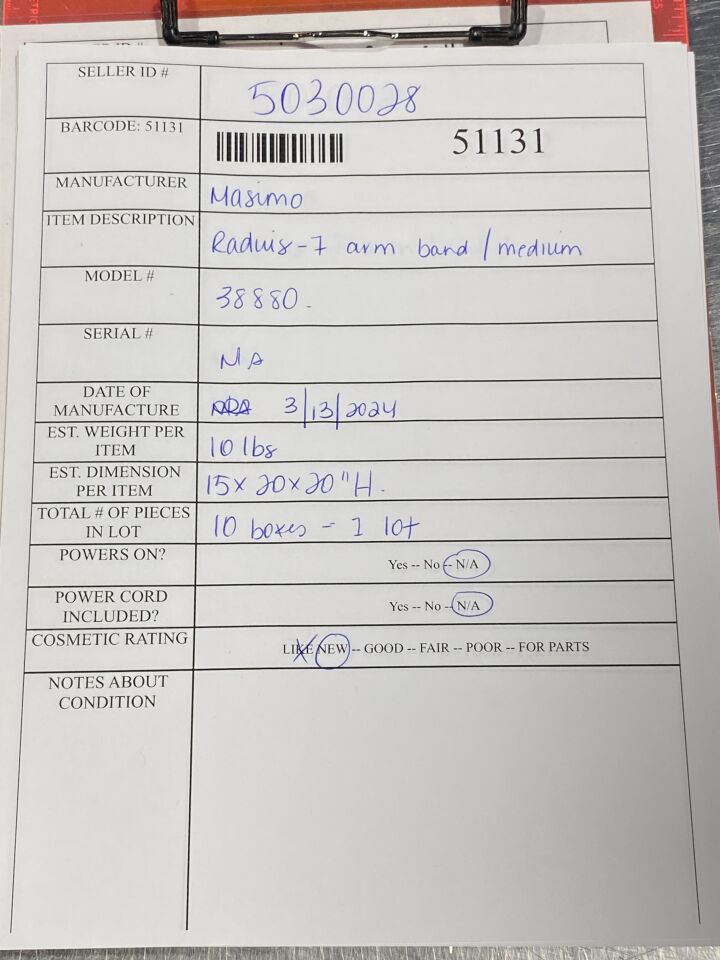 SELLER ID # 5030028
BARCODE: 51131 51131
MANUFACTURER Masimo
ITEM DESCRIPTION Raduis-7 arm band / medium
MODEL # 38880.
SERIAL # NA
DATE OF
MANUFACTURE 3/13/2024
EST. WEIGHT PER
ITEM 10 lbs
EST. DIMENSION
PER ITEM 15x 20x20"H.
TOTAL # OF PIECES
IN LOT 10 boxes - 1 lot
POWERS ON? Yes -- No -- N/A
POWER CORD
INCLUDED? Yes -- No -- N/A
COSMETIC RATING LIKE NEW -- GOOD -- FAIR -- POOR -- FOR PARTS
NOTES ABOUT
CONDITION